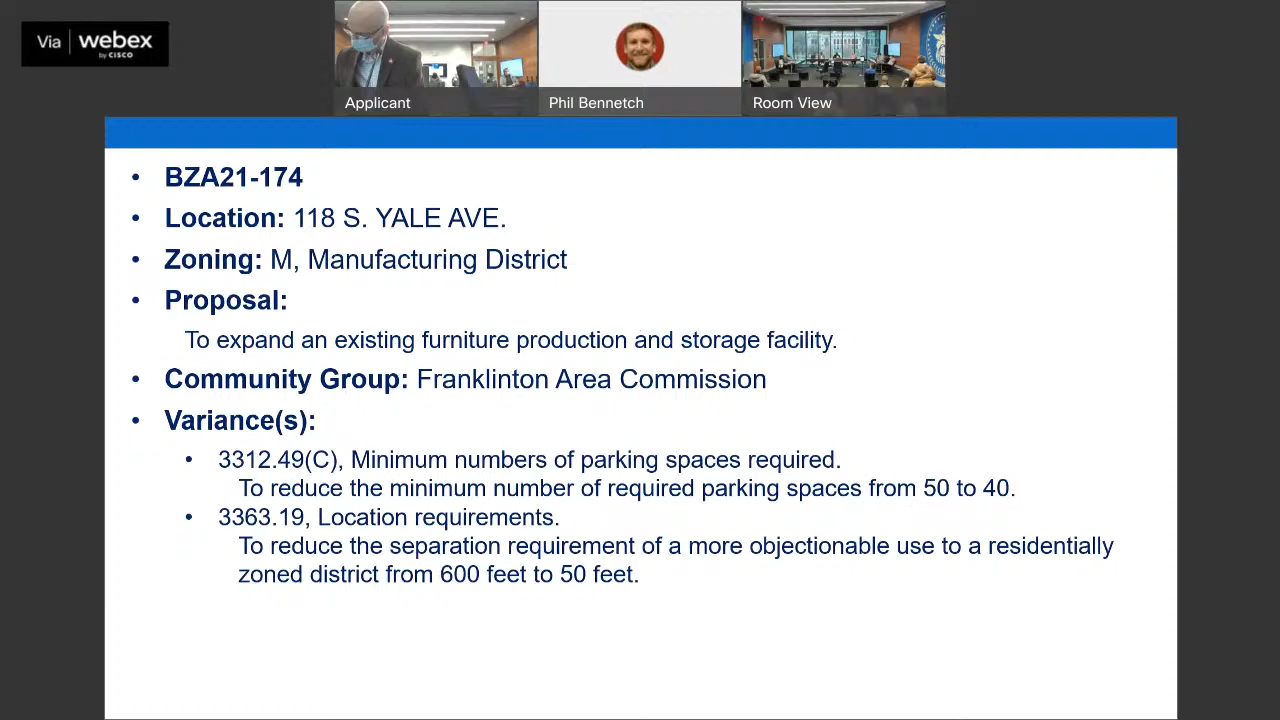 Via webex
by CISCO
Applicant
Phil Bennetch
Room View
BZA21-174
Location: 118 S. YALE AVE.
Zoning: M, Manufacturing District
Proposal:
To expand an existing furniture production and storage facility.
Community Group: Franklinton Area Commission
Variance(s):
3312.49(C), Minimum numbers of parking spaces required.
To reduce the minimum number of required parking spaces from 50 to 40.
3363.19, Location requirements.
To reduce the separation requirement of a more objectionable use to a residentially
zoned district from 600 feet to 50 feet.